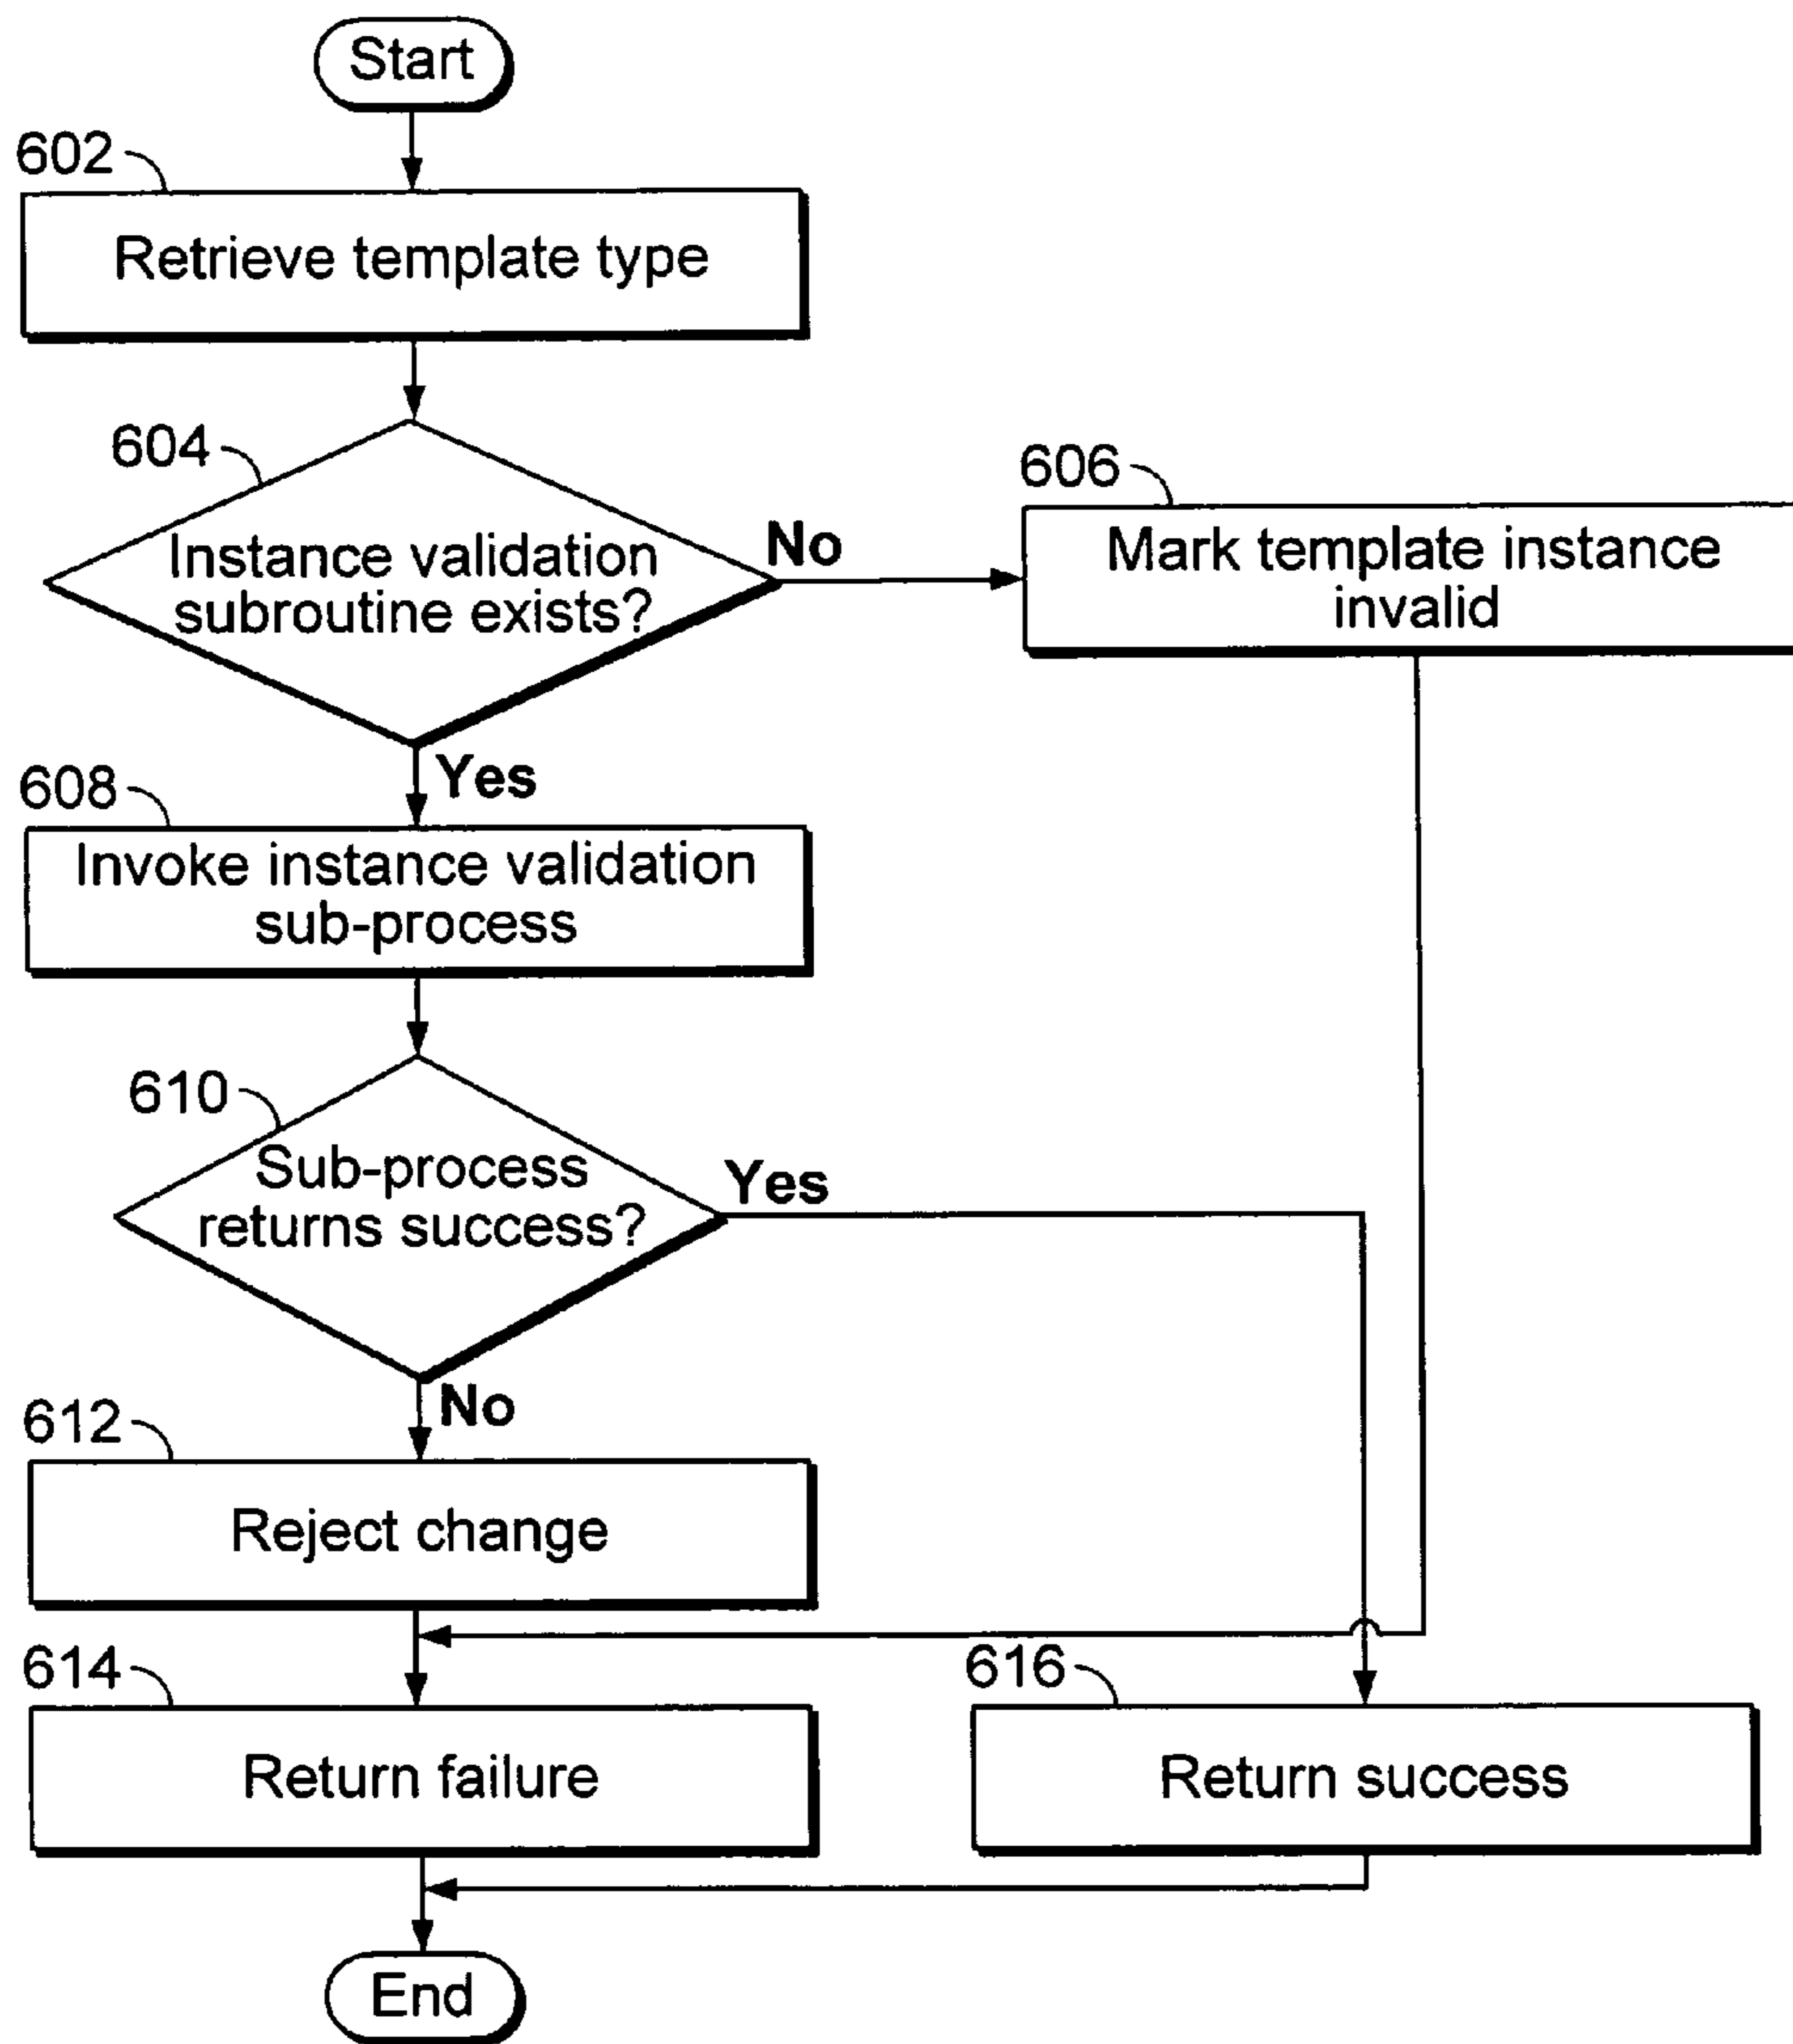 Start
602
Retrieve template type
604
Instance validation
subroutine exists?
No
606
Mark template instance
invalid
Yes
608
Invoke instance validation
sub-process
610
Sub-process
returns success?
Yes
No
612
Reject change
614
Return failure
616
Return success
End